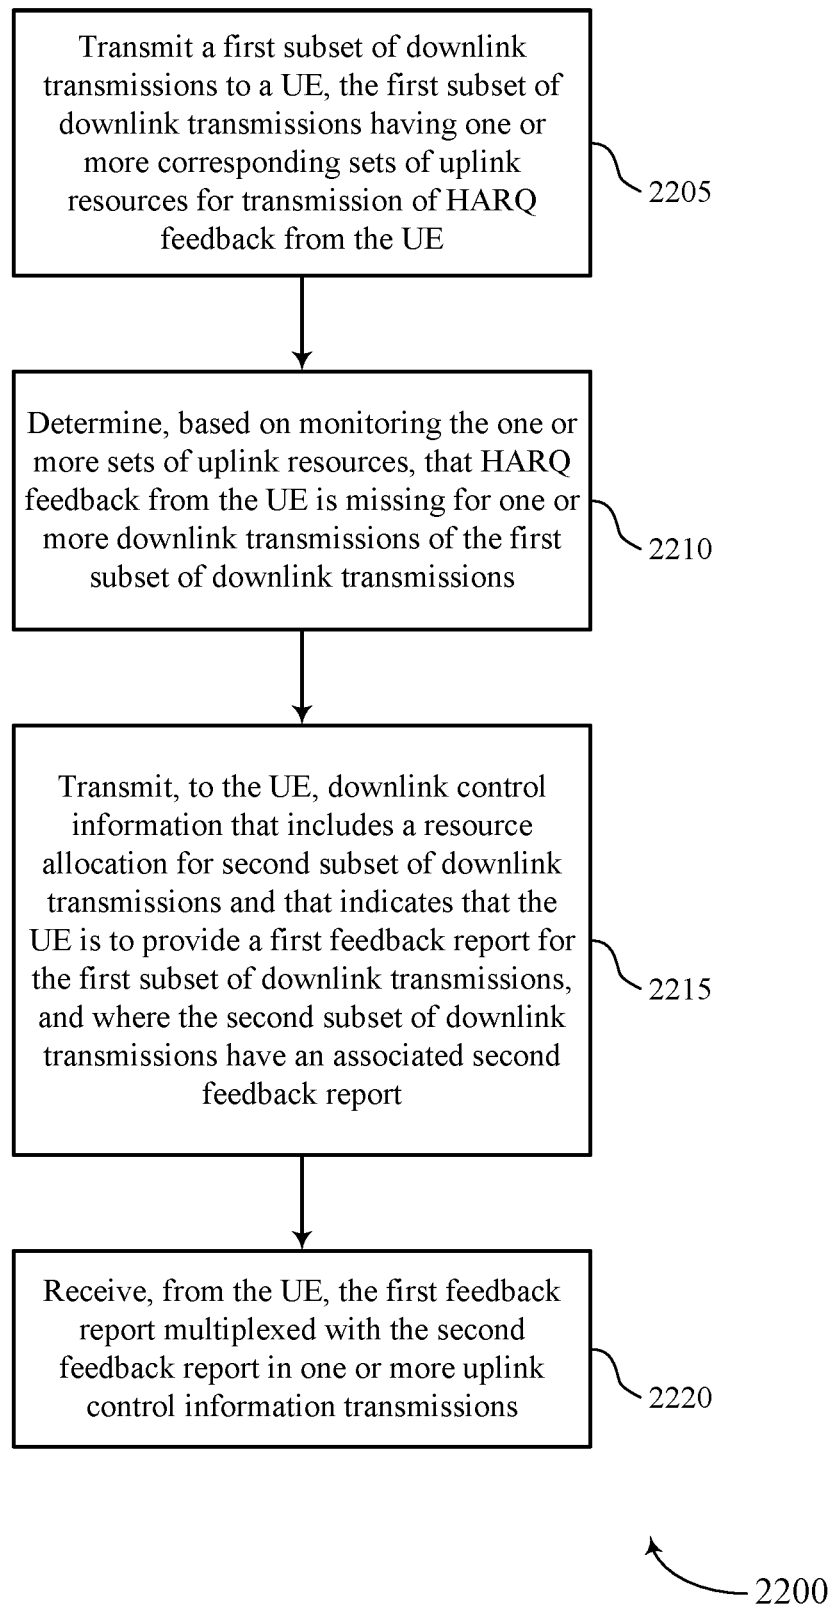 Transmit a first subset of downlink
transmissions to a UE, the first subset of
downlink transmissions having one or
more corresponding sets of uplink
resources for transmission of HARQ
feedback from the UE
2205
Determine, based on monitoring the one or
more sets of uplink resources, that HARQ
feedback from the UE is missing for one or
more downlink transmissions of the first
subset of downlink transmissions
2210
Transmit, to the UE, downlink control
information that includes a resource
allocation for second subset of downlink
transmissions and that indicates that the
UE is to provide a first feedback report for
the first subset of downlink transmissions,
and where the second subset of downlink
transmissions have an associated second
feedback report
2215
Receive, from the UE, the first feedback
report multiplexed with the second
feedback report in one or more uplink
control information transmissions
2220
2200